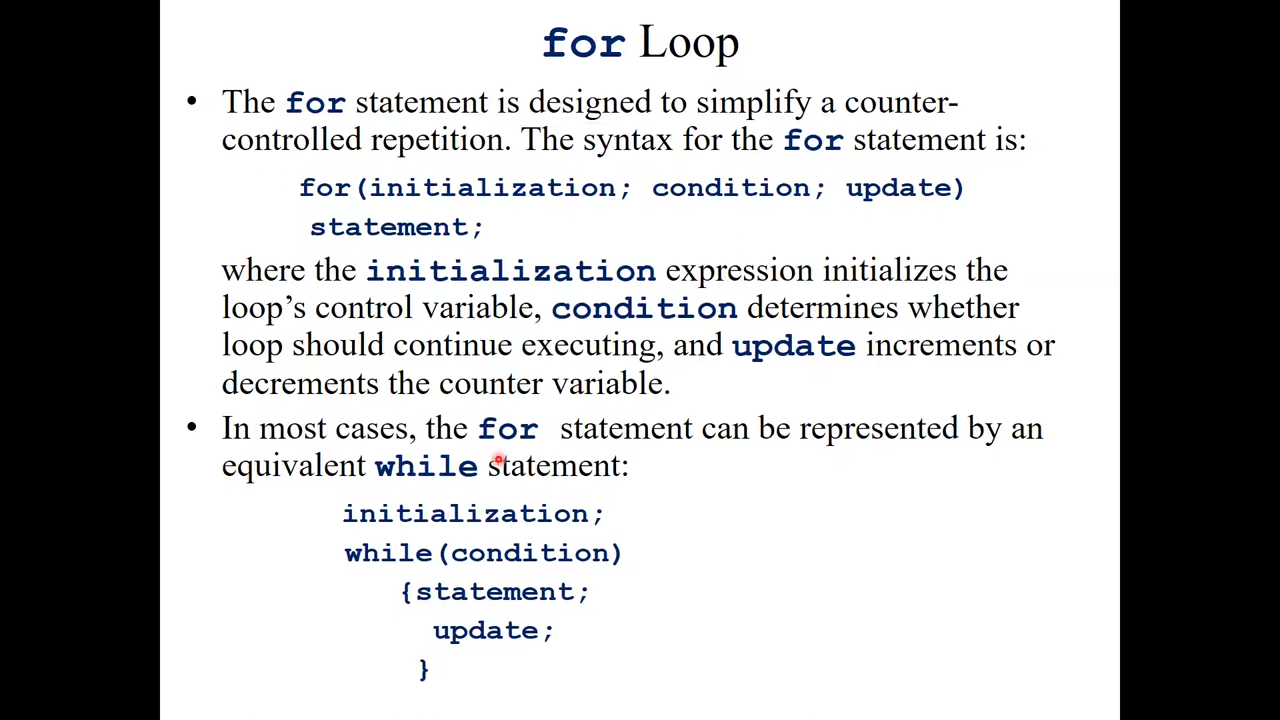 for Loop
• The for statement is designed to simplify a counter-
controlled repetition. The syntax for the for statement is:
for(initialization; condition; update)
statement;
where the initialization expression initializes the
loop’s control variable, condition determines whether
loop should continue executing, and update increments or
decrements the counter variable.
• In most cases, the for statement can be represented by an
equivalent while statement:
initialization;
while(condition)
{statement;
update;
}